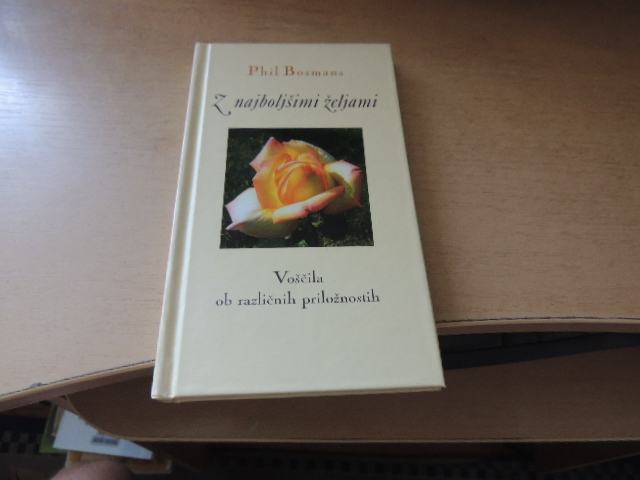 Phil Bosmans
Z najboljšimi željami
Voščila
ob različnih priložnostih